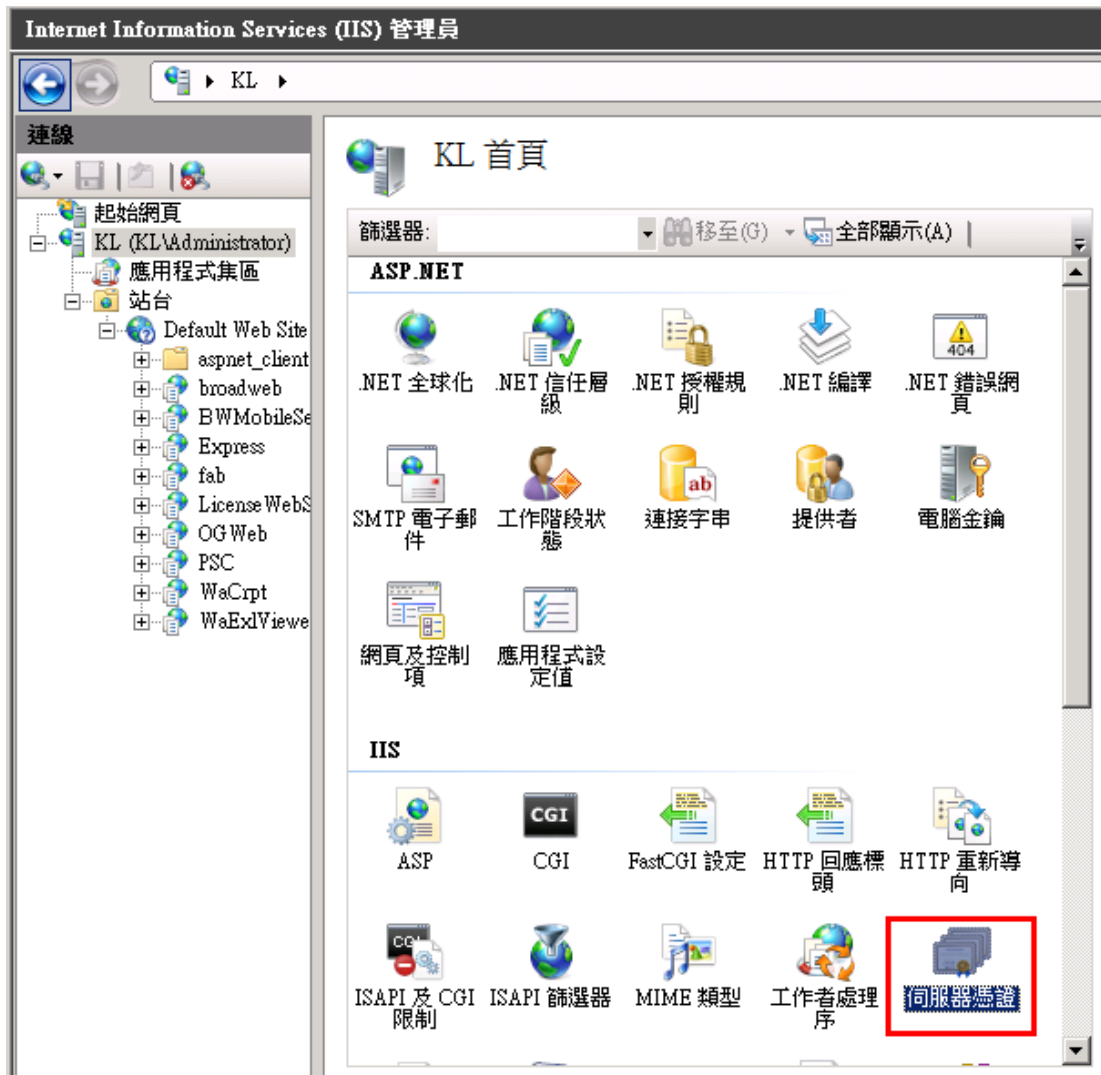 Internet Information Services (IIS) 管理員
KL
連線
起始網頁
KL (KL\Administrator)
應用程式集區
站台
Default Web Site
aspnet_client
broadweb
BWMobileSe
Express
fab
LicenseWebS
OGWeb
PSC
WaCrpt
WaExlViewe
KL 首頁
篩選器:
移至(G)
全部顯示(A)
ASP.NET
.NET 全球化
.NET 信任層
級
.NET 授權規
則
.NET 編譯
404
.NET 錯誤網
頁
SMTP 電子郵
件
工作階段狀
態
ab
連接字串
提供者
電腦金鑰
網頁及控制
項
應用程式設
定值
IIS
ASP
CGI
CGI
FastCGI 設定
HTTP 回應標
頭
HTTP 重新導
向
CGI
ISAPI 及 CGI
限制
ISAPI 篩選器
MIME 類型
工作者處理
序
伺服器憑證